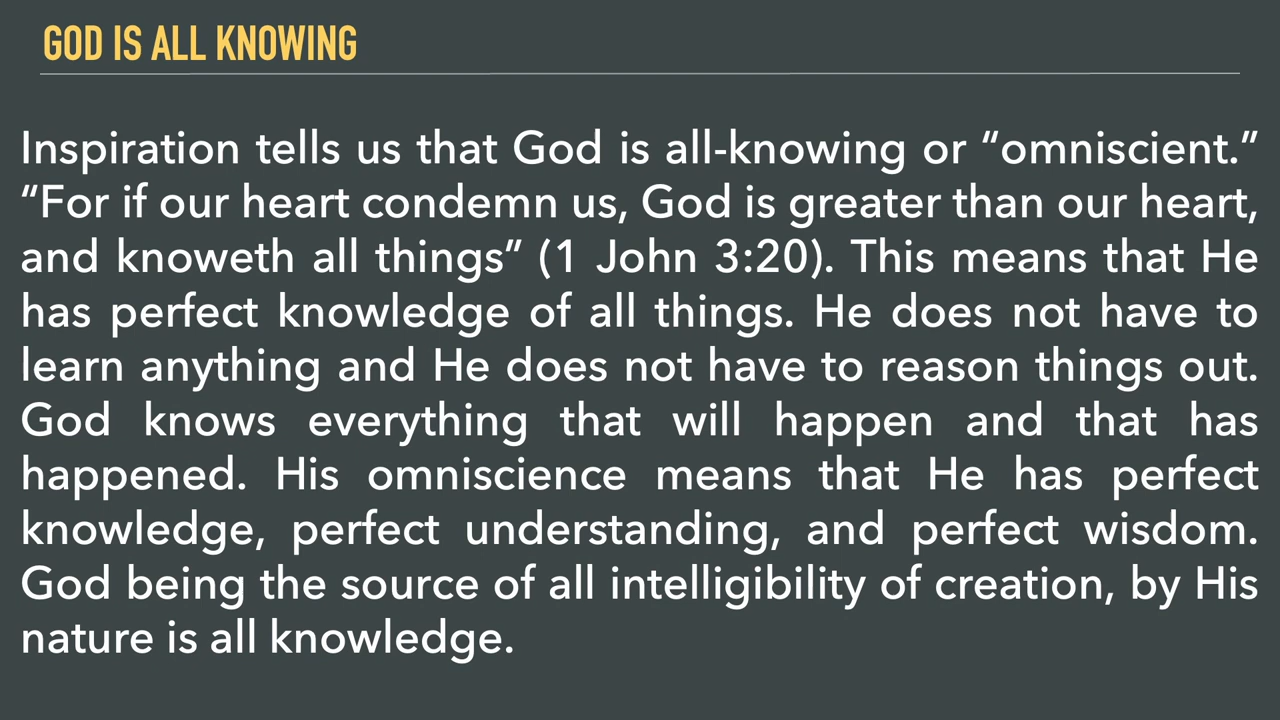 GOD IS ALL KNOWING
Inspiration tells us that God is all-knowing or “omniscient.”
“For if our heart condemn us, God is greater than our heart,
and knoweth all things” (1 John 3:20). This means that He
has perfect knowledge of all things. He does not have to
learn anything and He does not have to reason things out.
God knows everything that will happen and that has
happened. His omniscience means that He has perfect
knowledge, perfect understanding, and perfect wisdom.
God being the source of all intelligibility of creation, by His
nature is all knowledge.